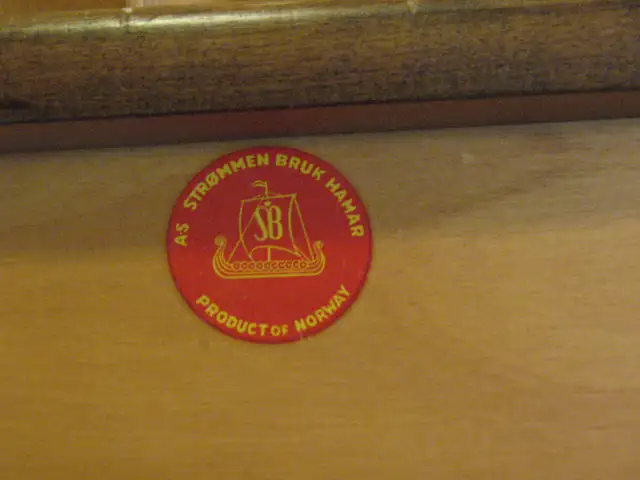 AS STRØMMEN BRUK HAMAR
SB
PRODUCT OF NORWAY